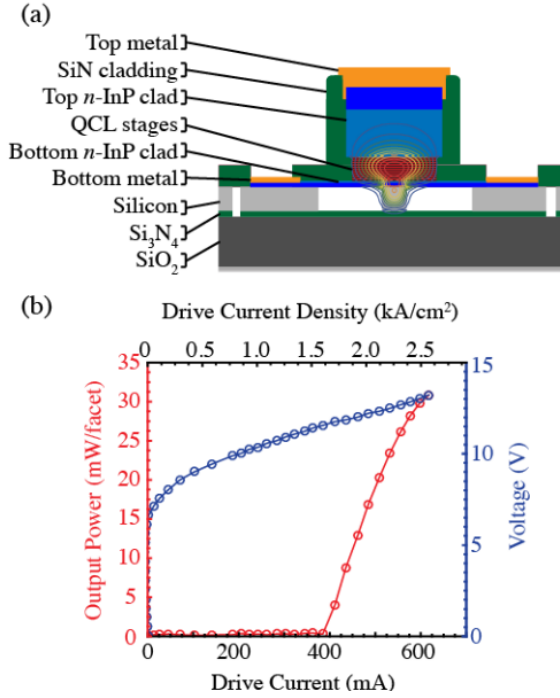 (a)
Top metal
SiN cladding
Top n-InP clad
QCL stages
Bottom n-InP clad
Bottom metal
Silicon
Si₃N₄
SiO₂
(b)
Drive Current Density (kA/cm²)
0 0.5 1.0 1.5 2.0 2.5
35
30
25
20
15
10
5
0
Output Power (mW/facet)
15
10
5
0
Voltage (V)
0 200 400 600
Drive Current (mA)